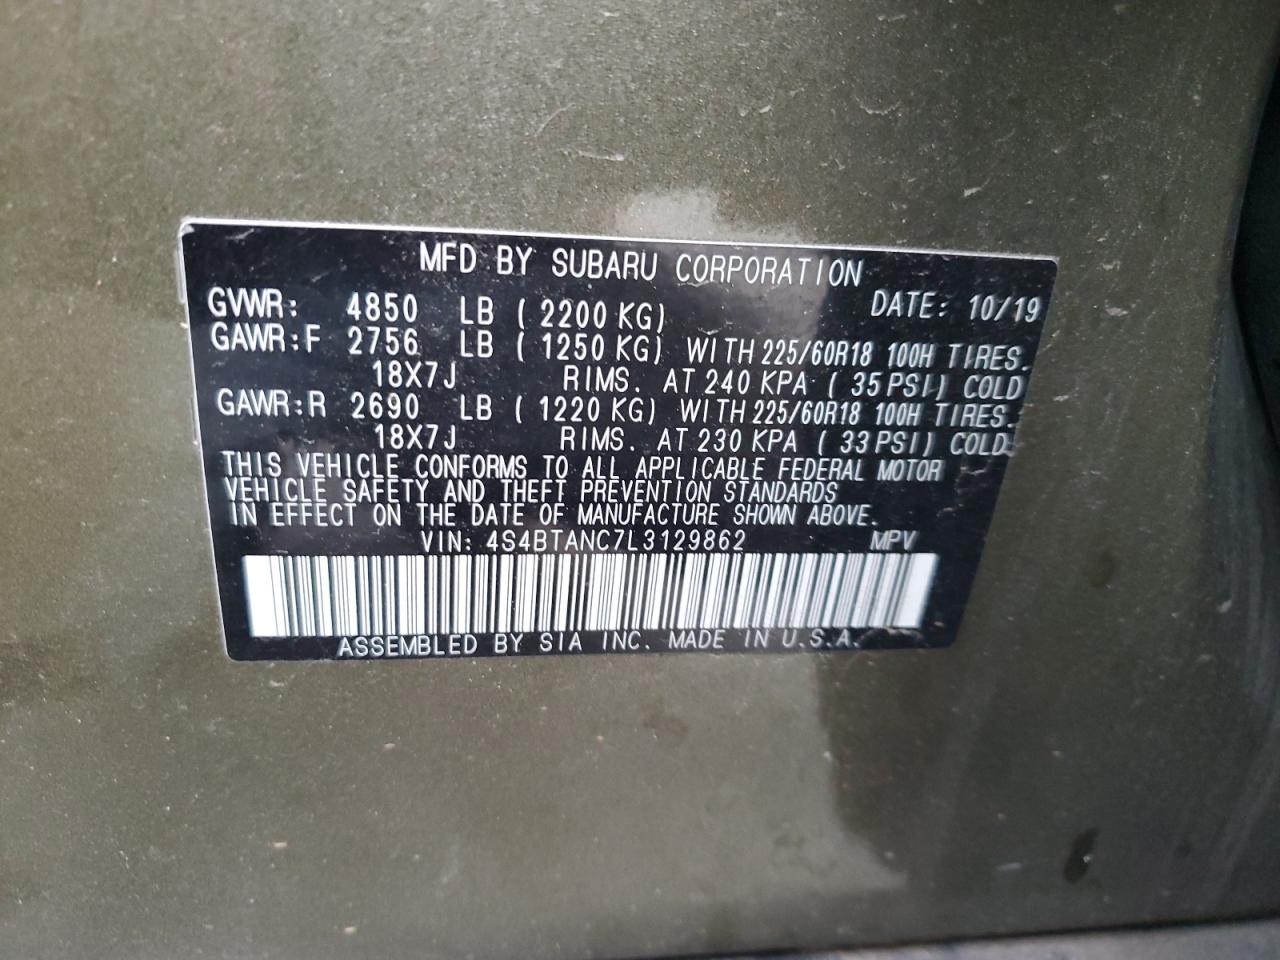 MFD BY SUBARU CORPORATION
GVWR: 4850 LB ( 2200 KG) DATE: 10/19
GAWR:F 2756 LB ( 1250 KG) WITH 225/60R18 100H TIRES.
18X7J RIMS. AT 240 KPA ( 35 PSI) COLD
GAWR:R 2690 LB ( 1220 KG) WITH 225/60R18 100H TIRES.
18X7J RIMS. AT 230 KPA ( 33 PSI) COLD
THIS VEHICLE CONFORMS TO ALL APPLICABLE FEDERAL MOTOR
VEHICLE SAFETY AND THEFT PREVENTION STANDARDS
IN EFFECT ON THE DATE OF MANUFACTURE SHOWN ABOVE.
VIN: 4S4BTANC7L3129862 MPV
ASSEMBLED BY SIA INC. MADE IN U.S.A.